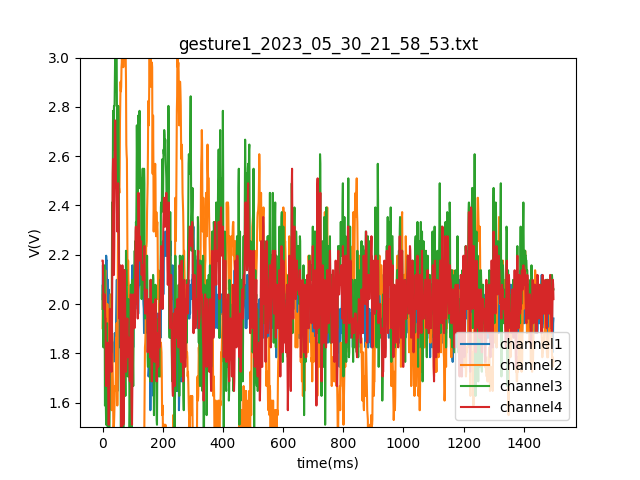 gesture1_2023_05_30_21_58_53.txt
3.0
2.8
2.6
2.4
2.2
2.0
1.8
1.6
V(V)
channel1
channel2
channel3
channel4
0 200 400 600 800 1000 1200 1400
time(ms)